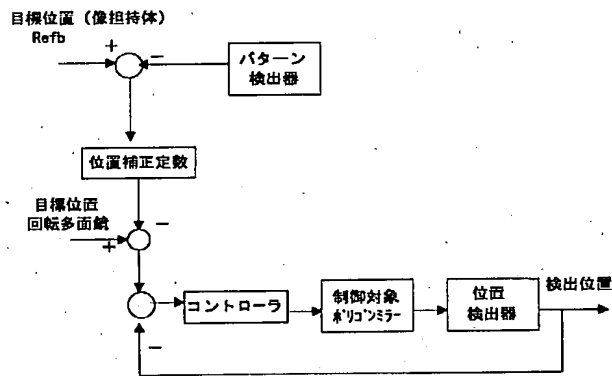 目標位置（像担持体）
Refb
+
−
パターン
検出器
位置補正定数
−
目標位置
回転多面鏡
+
コントローラ
制御対象
ポリゴンミラー
位置
検出器
検出位置
−